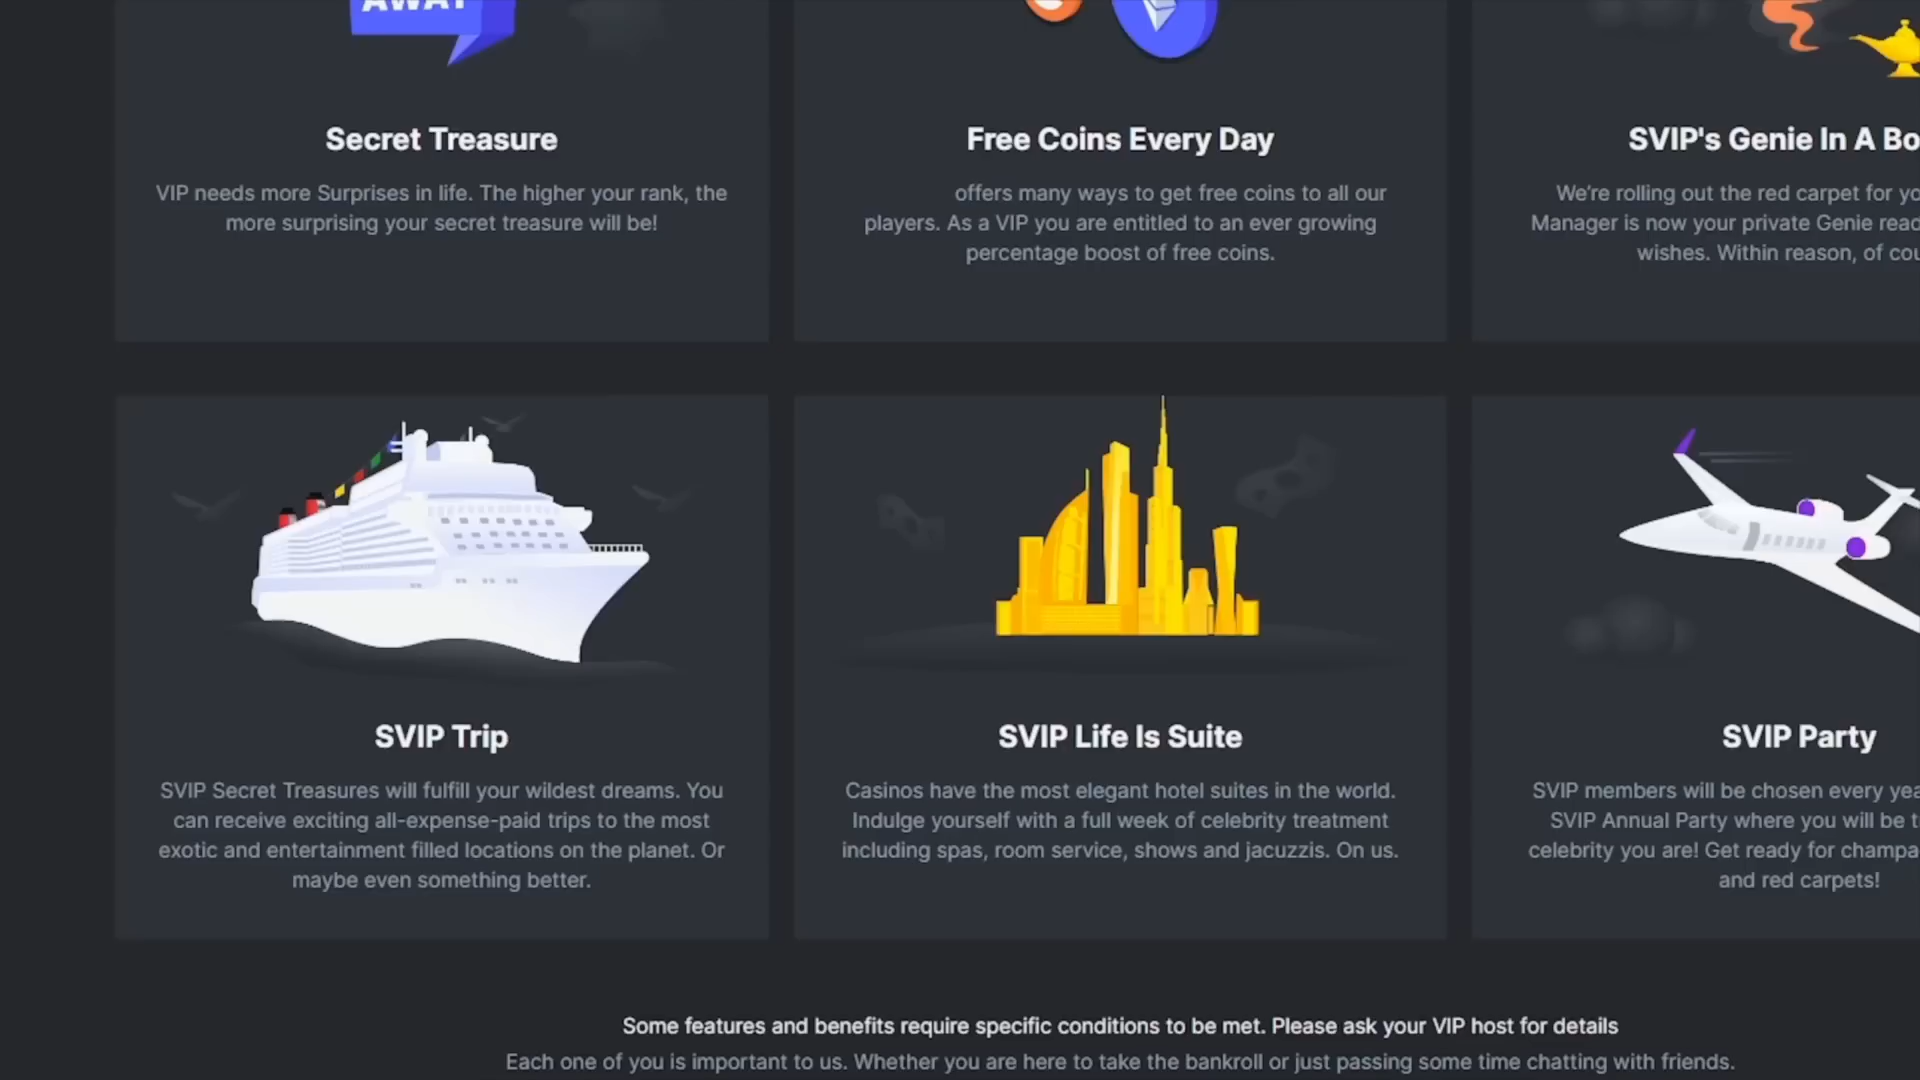 AWAY
Secret Treasure
VIP needs more Surprises in life. The higher your rank, the
more surprising your secret treasure will be!
Free Coins Every Day
offers many ways to get free coins to all our
players. As a VIP you are entitled to an ever growing
percentage boost of free coins.
SVIP's Genie In A Bo
We're rolling out the red carpet for yo
Manager is now your private Genie read
wishes. Within reason, of cou
SVIP Trip
SVIP Secret Treasures will fulfill your wildest dreams. You
can receive exciting all-expense-paid trips to the most
exotic and entertainment filled locations on the planet. Or
maybe even something better.
SVIP Life Is Suite
Casinos have the most elegant hotel suites in the world.
Indulge yourself with a full week of celebrity treatment
including spas, room service, shows and jacuzzis. On us.
SVIP Party
SVIP members will be chosen every yea
SVIP Annual Party where you will be t
celebrity you are! Get ready for champa
and red carpets!
Some features and benefits require specific conditions to be met. Please ask your VIP host for details
Each one of you is important to us. Whether you are here to take the bankroll or just passing some time chatting with friends.